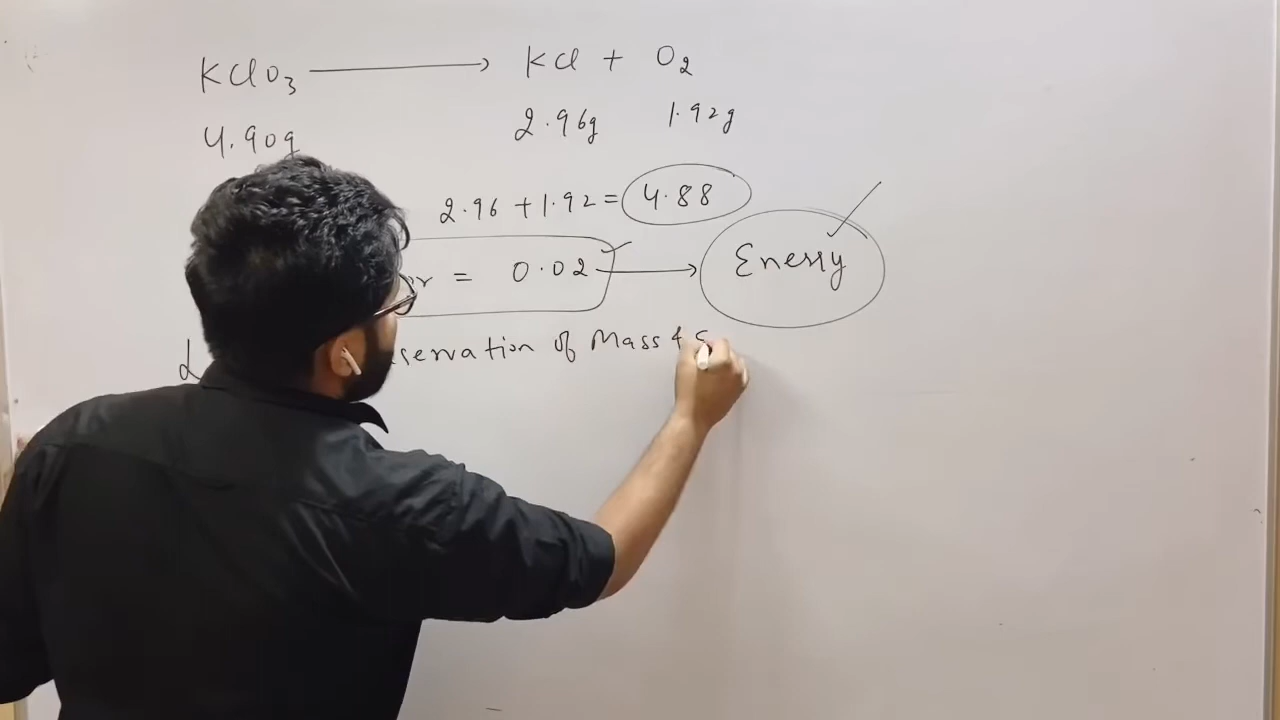 KClO3 → KCl + O2
4.90g 2.96g 1.92g
2.96 + 1.92 = 4.88
= 0.02 → Energy
of Mass &